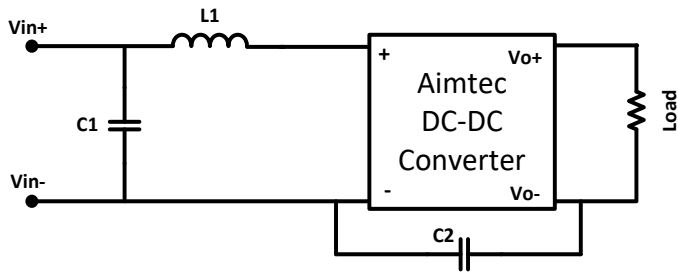 L1
Vin+
+
Vo+
Aimtec
DC-DC
Converter
C1
Load
Vin-
-
Vo-
C2